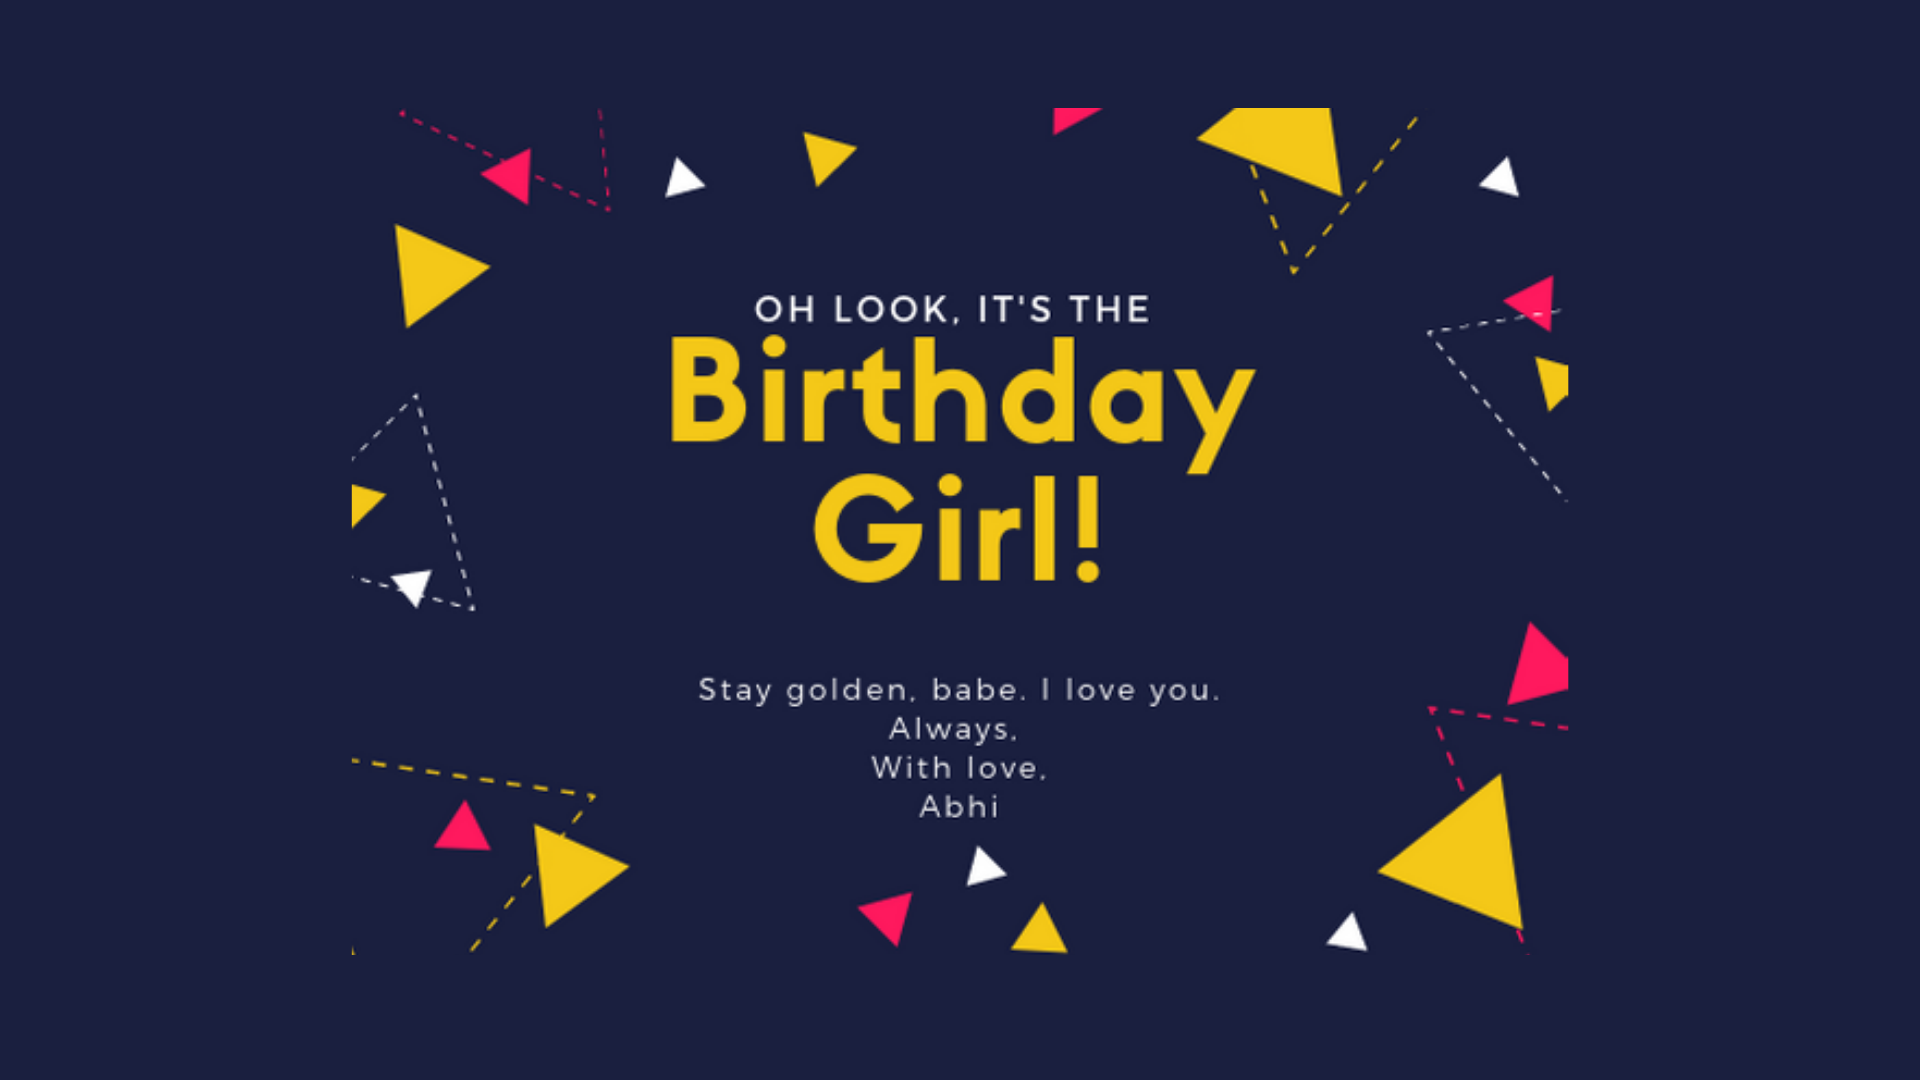 OH LOOK, IT'S THE
Birthday
Girl!
Stay golden, babe. I love you.
Always,
With love,
Abhi